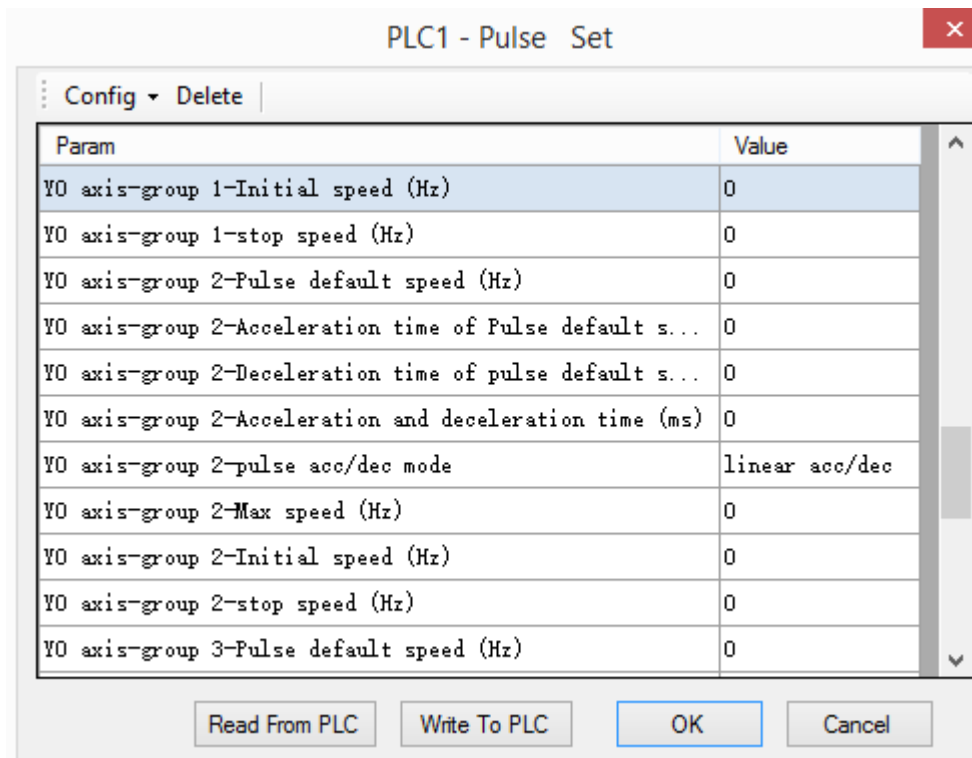 PLC1 - Pulse Set
Config Delete
Param Value
Y0 axis-group 1-Initial speed (Hz) 0
Y0 axis-group 1-stop speed (Hz) 0
Y0 axis-group 2-Pulse default speed (Hz) 0
Y0 axis-group 2-Acceleration time of Pulse default s... 0
Y0 axis-group 2-Deceleration time of pulse default s... 0
Y0 axis-group 2-Acceleration and deceleration time (ms) 0
Y0 axis-group 2-pulse acc/dec mode linear acc/dec
Y0 axis-group 2-Max speed (Hz) 0
Y0 axis-group 2-Initial speed (Hz) 0
Y0 axis-group 2-stop speed (Hz) 0
Y0 axis-group 3-Pulse default speed (Hz) 0
Read From PLC Write To PLC OK Cancel